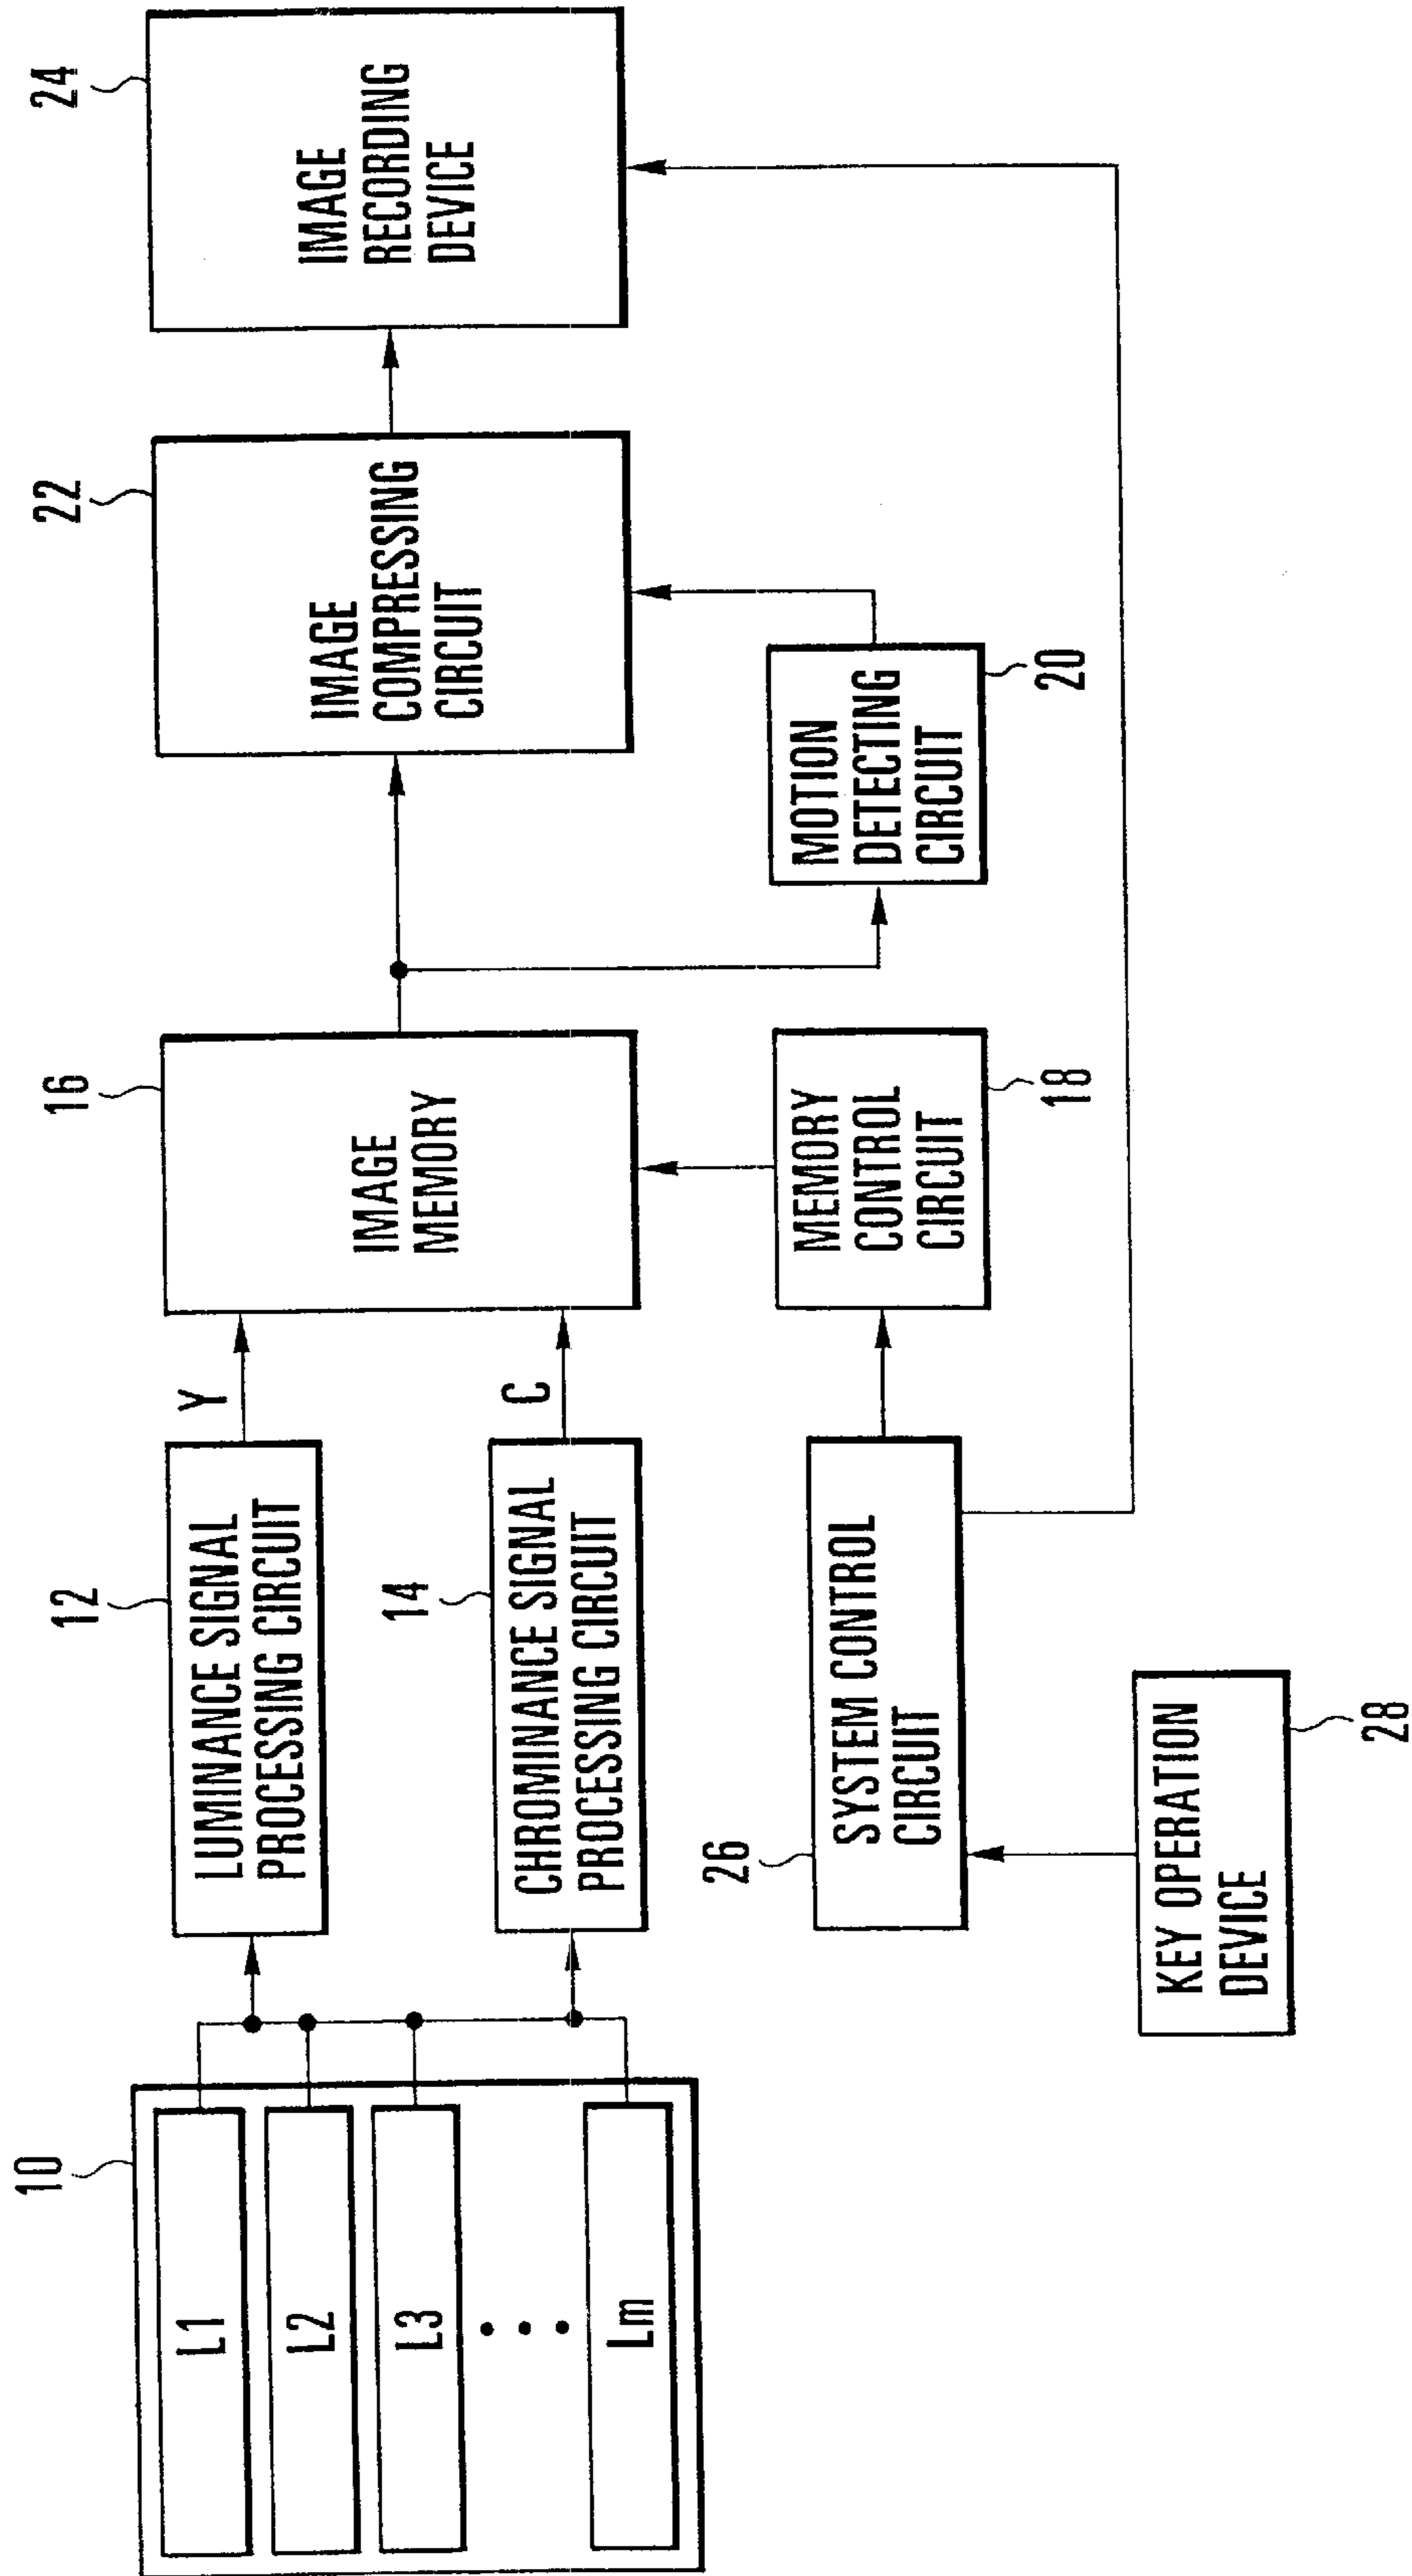 10
L1
L2
L3
Lm
12
LUMINANCE SIGNAL
PROCESSING CIRCUIT
Y
14
CHROMINANCE SIGNAL
PROCESSING CIRCUIT
C
16
IMAGE
MEMORY
MEMORY
CONTROL
CIRCUIT
18
22
IMAGE
COMPRESSING
CIRCUIT
MOTION
DETECTING
CIRCUIT
20
24
IMAGE
RECORDING
DEVICE
26
SYSTEM CONTROL
CIRCUIT
KEY OPERATION
DEVICE
28